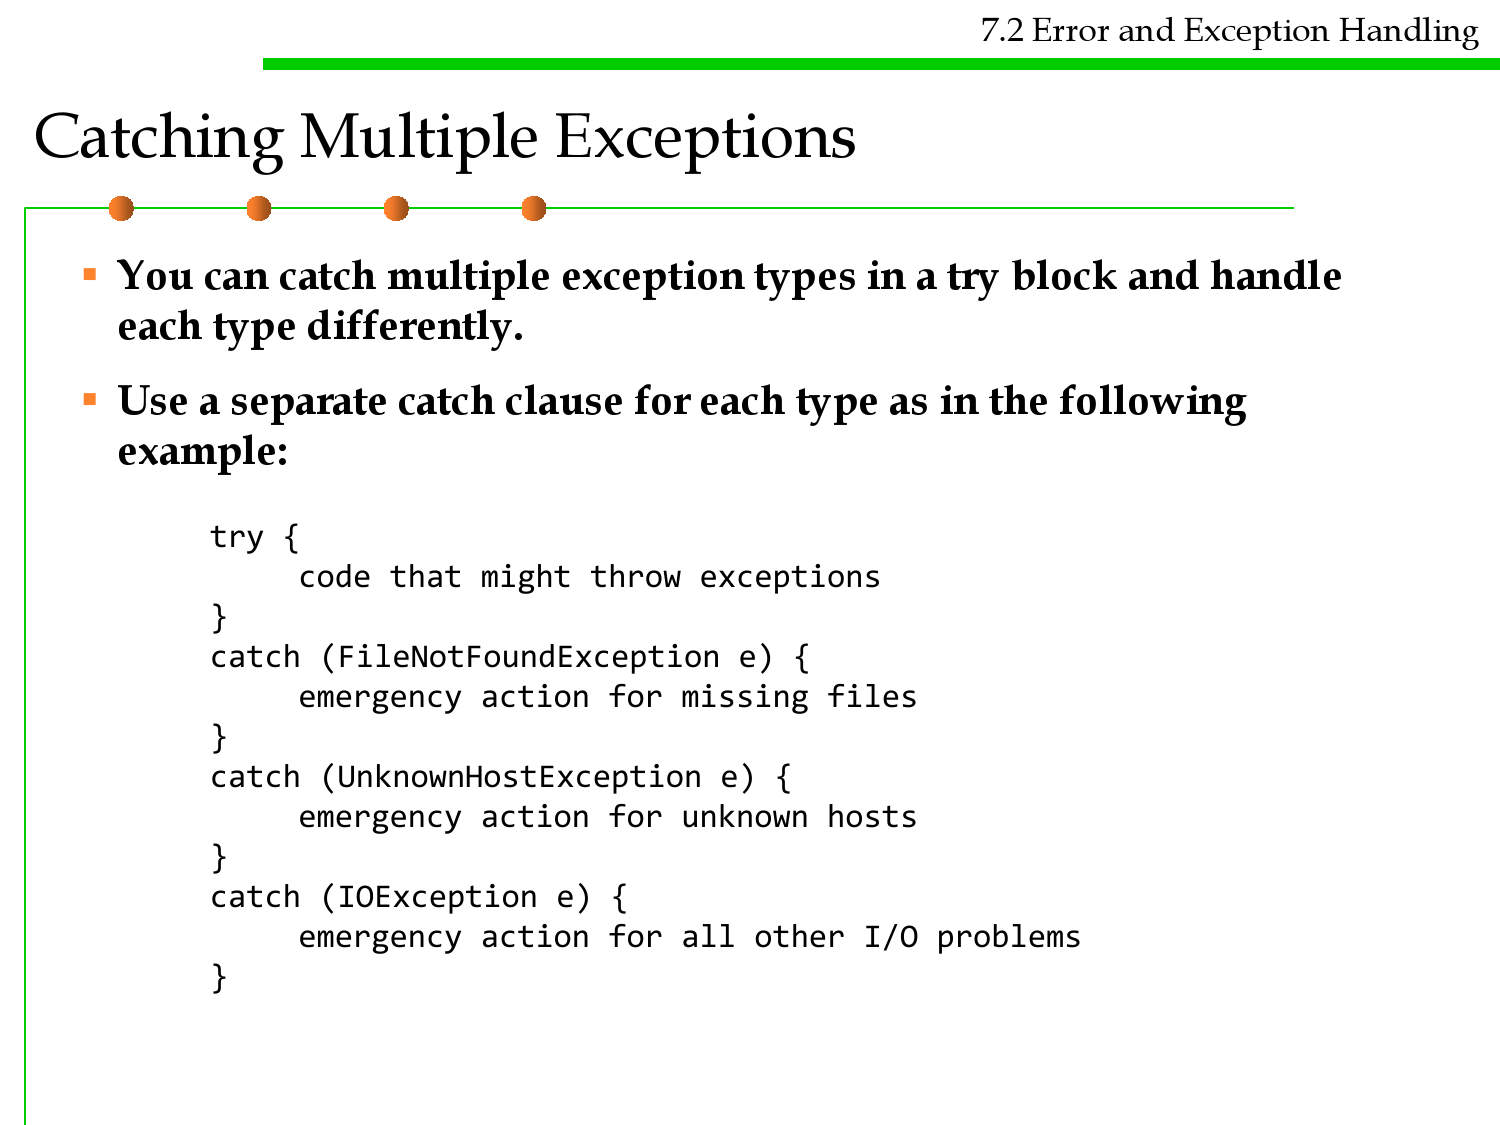 7.2 Error and Exception Handling
Catching Multiple Exceptions
▪ You can catch multiple exception types in a try block and handle
each type differently.
▪ Use a separate catch clause for each type as in the following
example:
try {
     code that might throw exceptions
}
catch (FileNotFoundException e) {
     emergency action for missing files
}
catch (UnknownHostException e) {
     emergency action for unknown hosts
}
catch (IOException e) {
     emergency action for all other I/O problems
}